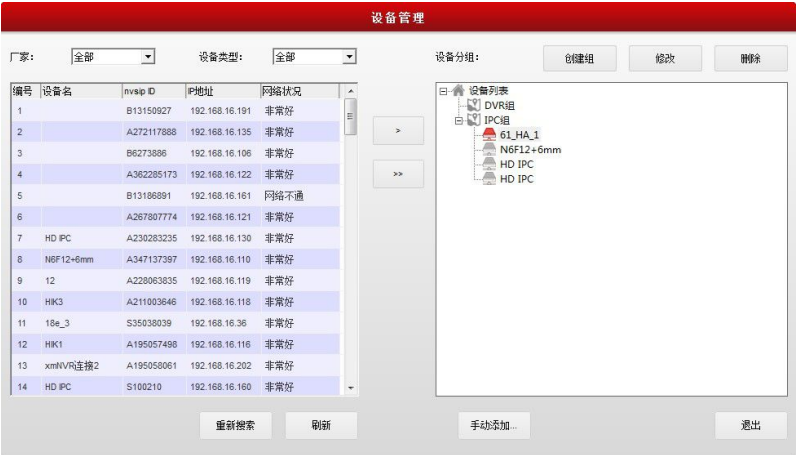 设备管理
厂家: 全部 设备类型: 全部 设备分组: 创建组 修改 删除
编号 设备名 nvsip ID IP地址 网络状况
1 B13150927 192.168.16.191 非常好
2 A272117888 192.168.16.135 非常好
3 B6273886 192.168.16.106 非常好
4 A362285173 192.168.16.122 非常好
5 B13186891 192.168.16.161 网络不通
6 A267807774 192.168.16.121 非常好
7 HD IPC A230283235 192.168.16.130 非常好
8 N6F12+6mm A347137397 192.168.16.110 非常好
9 12 A228063835 192.168.16.119 非常好
10 HIK3 A211003646 192.168.16.118 非常好
11 18e_3 S35038039 192.168.16.36 非常好
12 HIK1 A195057498 192.168.16.116 非常好
13 xmNVR连接2 A195058061 192.168.16.202 非常好
14 HD IPC S100210 192.168.16.160 非常好
>
>>
设备列表
DVR组
IPC组
61_HA_1
N6F12+6mm
HD IPC
HD IPC
重新搜索 刷新 手动添加... 退出